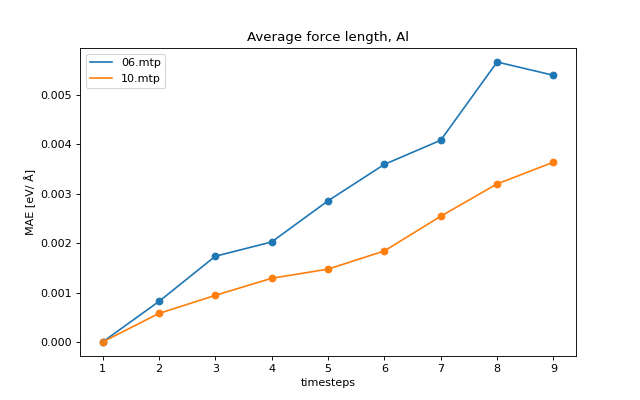 Average force length, Al
06.mtp
10.mtp
MAE [eV/ Å]
0.005
0.004
0.003
0.002
0.001
0.000
1 2 3 4 5 6 7 8 9
timesteps